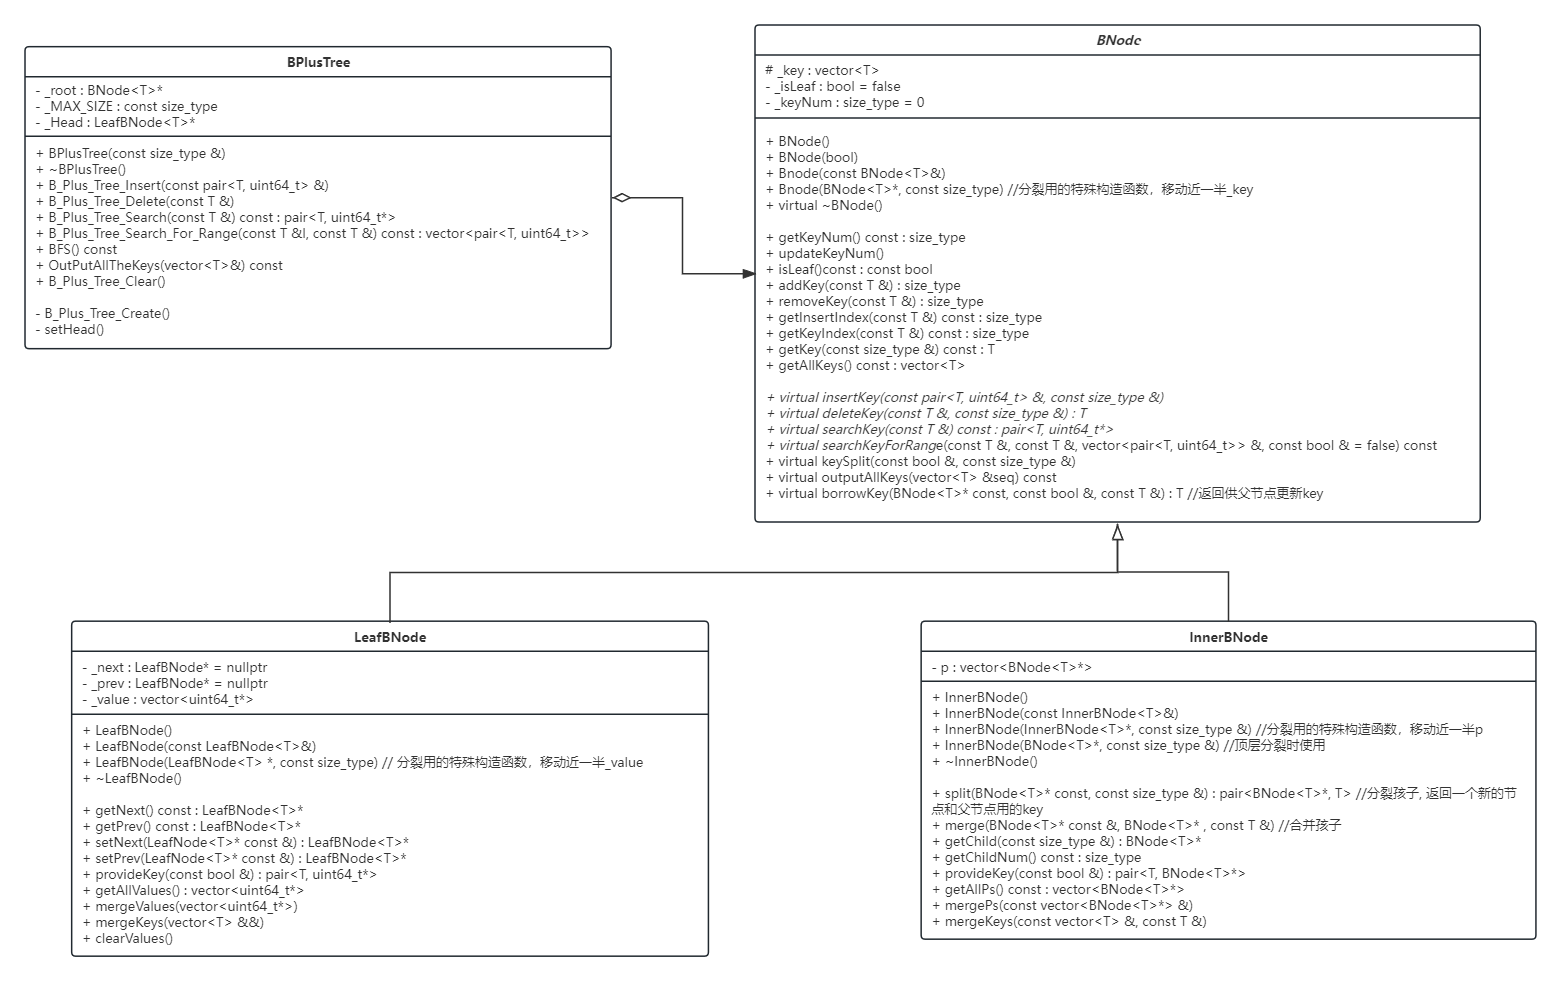 BPlusTree
- _root : BNode<T>*
- _MAX_SIZE : const size_type
- _Head : LeafBNode<T>*
+ BPlusTree(const size_type &)
+ ~BPlusTree()
+ B_Plus_Tree_Insert(const pair<T, uint64_t> &)
+ B_Plus_Tree_Delete(const T &)
+ B_Plus_Tree_Search(const T &) const : pair<T, uint64_t*>
+ B_Plus_Tree_Search_For_Range(const T &l, const T &) const : vector<pair<T, uint64_t>>
+ BFS() const
+ OutPutAllTheKeys(vector<T>&) const
+ B_Plus_Tree_Clear()
- B_Plus_Tree_Create()
- setHead()
BNode
# _key : vector<T>
- _isLeaf : bool = false
- _keyNum : size_type = 0
+ BNode()
+ BNode(bool)
+ Bnode(const BNode<T>&)
+ Bnode(BNode<T>*, const size_type) //分裂用的特殊构造函数，移动近一半_key
+ virtual ~BNode()
+ getKeyNum() const : size_type
+ updateKeyNum()
+ isLeaf()const : const bool
+ addKey(const T &) : size_type
+ removeKey(const T &) : size_type
+ getInsertIndex(const T &) const : size_type
+ getKeyIndex(const T &) const : size_type
+ getKey(const size_type &) const : T
+ getAllKeys() const : vector<T>
+ virtual insertKey(const pair<T, uint64_t> &, const size_type &)
+ virtual deleteKey(const T &, const size_type &) : T
+ virtual searchKey(const T &) const : pair<T, uint64_t*>
+ virtual searchKeyForRange(const T &, const T &, vector<pair<T, uint64_t>> &, const bool & = false) const
+ virtual keySplit(const bool &, const size_type &)
+ virtual outputAllKeys(vector<T> &seq) const
+ virtual borrowKey(BNode<T>* const, const bool &, const T &) : T //返回供父节点更新key
LeafBNode
- _next : LeafBNode* = nullptr
- _prev : LeafBNode* = nullptr
- _value : vector<uint64_t*>
+ LeafBNode()
+ LeafBNode(const LeafBNode<T>&)
+ LeafBNode(LeafBNode<T> *, const size_type) // 分裂用的特殊构造函数，移动近一半_value
+ ~LeafBNode()
+ getNext() const : LeafBNode<T>*
+ getPrev() const : LeafBNode<T>*
+ setNext(LeafNode<T>* const &) : LeafBNode<T>*
+ setPrev(LeafNode<T>* const &) : LeafBNode<T>*
+ provideKey(const bool &) : pair<T, uint64_t*>
+ getAllValues() : vector<uint64_t*>
+ mergeValues(vector<uint64_t*>)
+ mergeKeys(vector<T> &&)
+ clearValues()
InnerBNode
- p : vector<BNode<T>*>
+ InnerBNode()
+ InnerBNode(const InnerBNode<T>&)
+ InnerBNode(InnerBNode<T>*, const size_type &) //分裂用的特殊构造函数，移动近一半p
+ InnerBNode(BNode<T>*, const size_type &) //顶层分裂时使用
+ ~InnerBNode()
+ split(BNode<T>* const, const size_type &) : pair<BNode<T>*, T> //分裂孩子, 返回一个新的节
点和父节点用的key
+ merge(BNode<T>* const &, BNode<T>* , const T &) //合并孩子
+ getChild(const size_type &) : BNode<T>*
+ getChildNum() const : size_type
+ provideKey(const bool &) : pair<T, BNode<T>*>
+ getAllPs() const : vector<BNode<T>*>
+ mergePs(const vector<BNode<T>*> &)
+ mergeKeys(const vector<T> &, const T &)